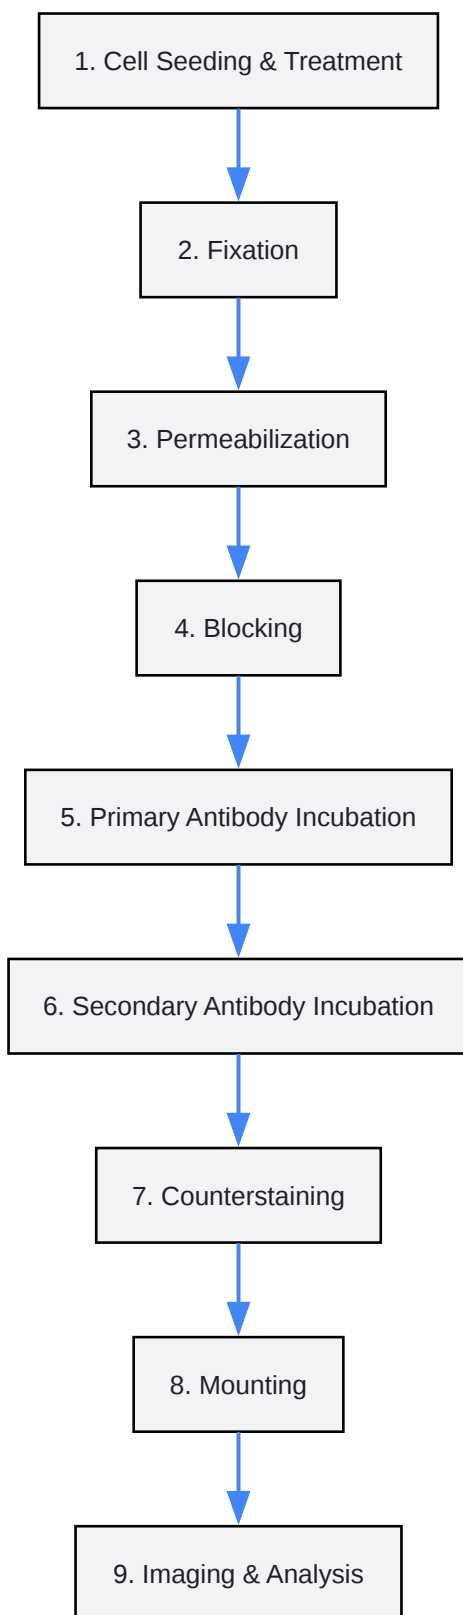 1. Cell Seeding & Treatment
2. Fixation
3. Permeabilization
4. Blocking
5. Primary Antibody Incubation
6. Secondary Antibody Incubation
7. Counterstaining
8. Mounting
9. Imaging & Analysis